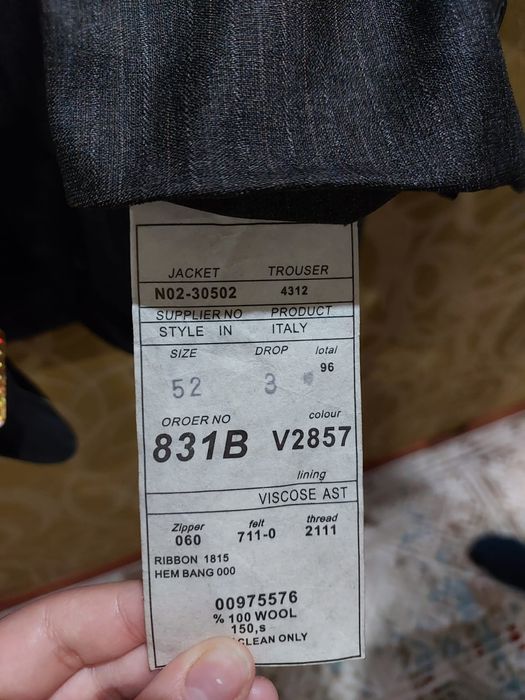 JACKET TROUSER
N02-30502 4312
SUPPLIER NO PRODUCT
STYLE IN ITALY
SIZE DROP total
52 3 96
OROER NO colour
831B V2857
lining
VISCOSE AST
Zipper felt thread
060 711-0 2111
RIBBON 1815
HEM BANG 000
00975576
% 100 WOOL
150,s
CLEAN ONLY